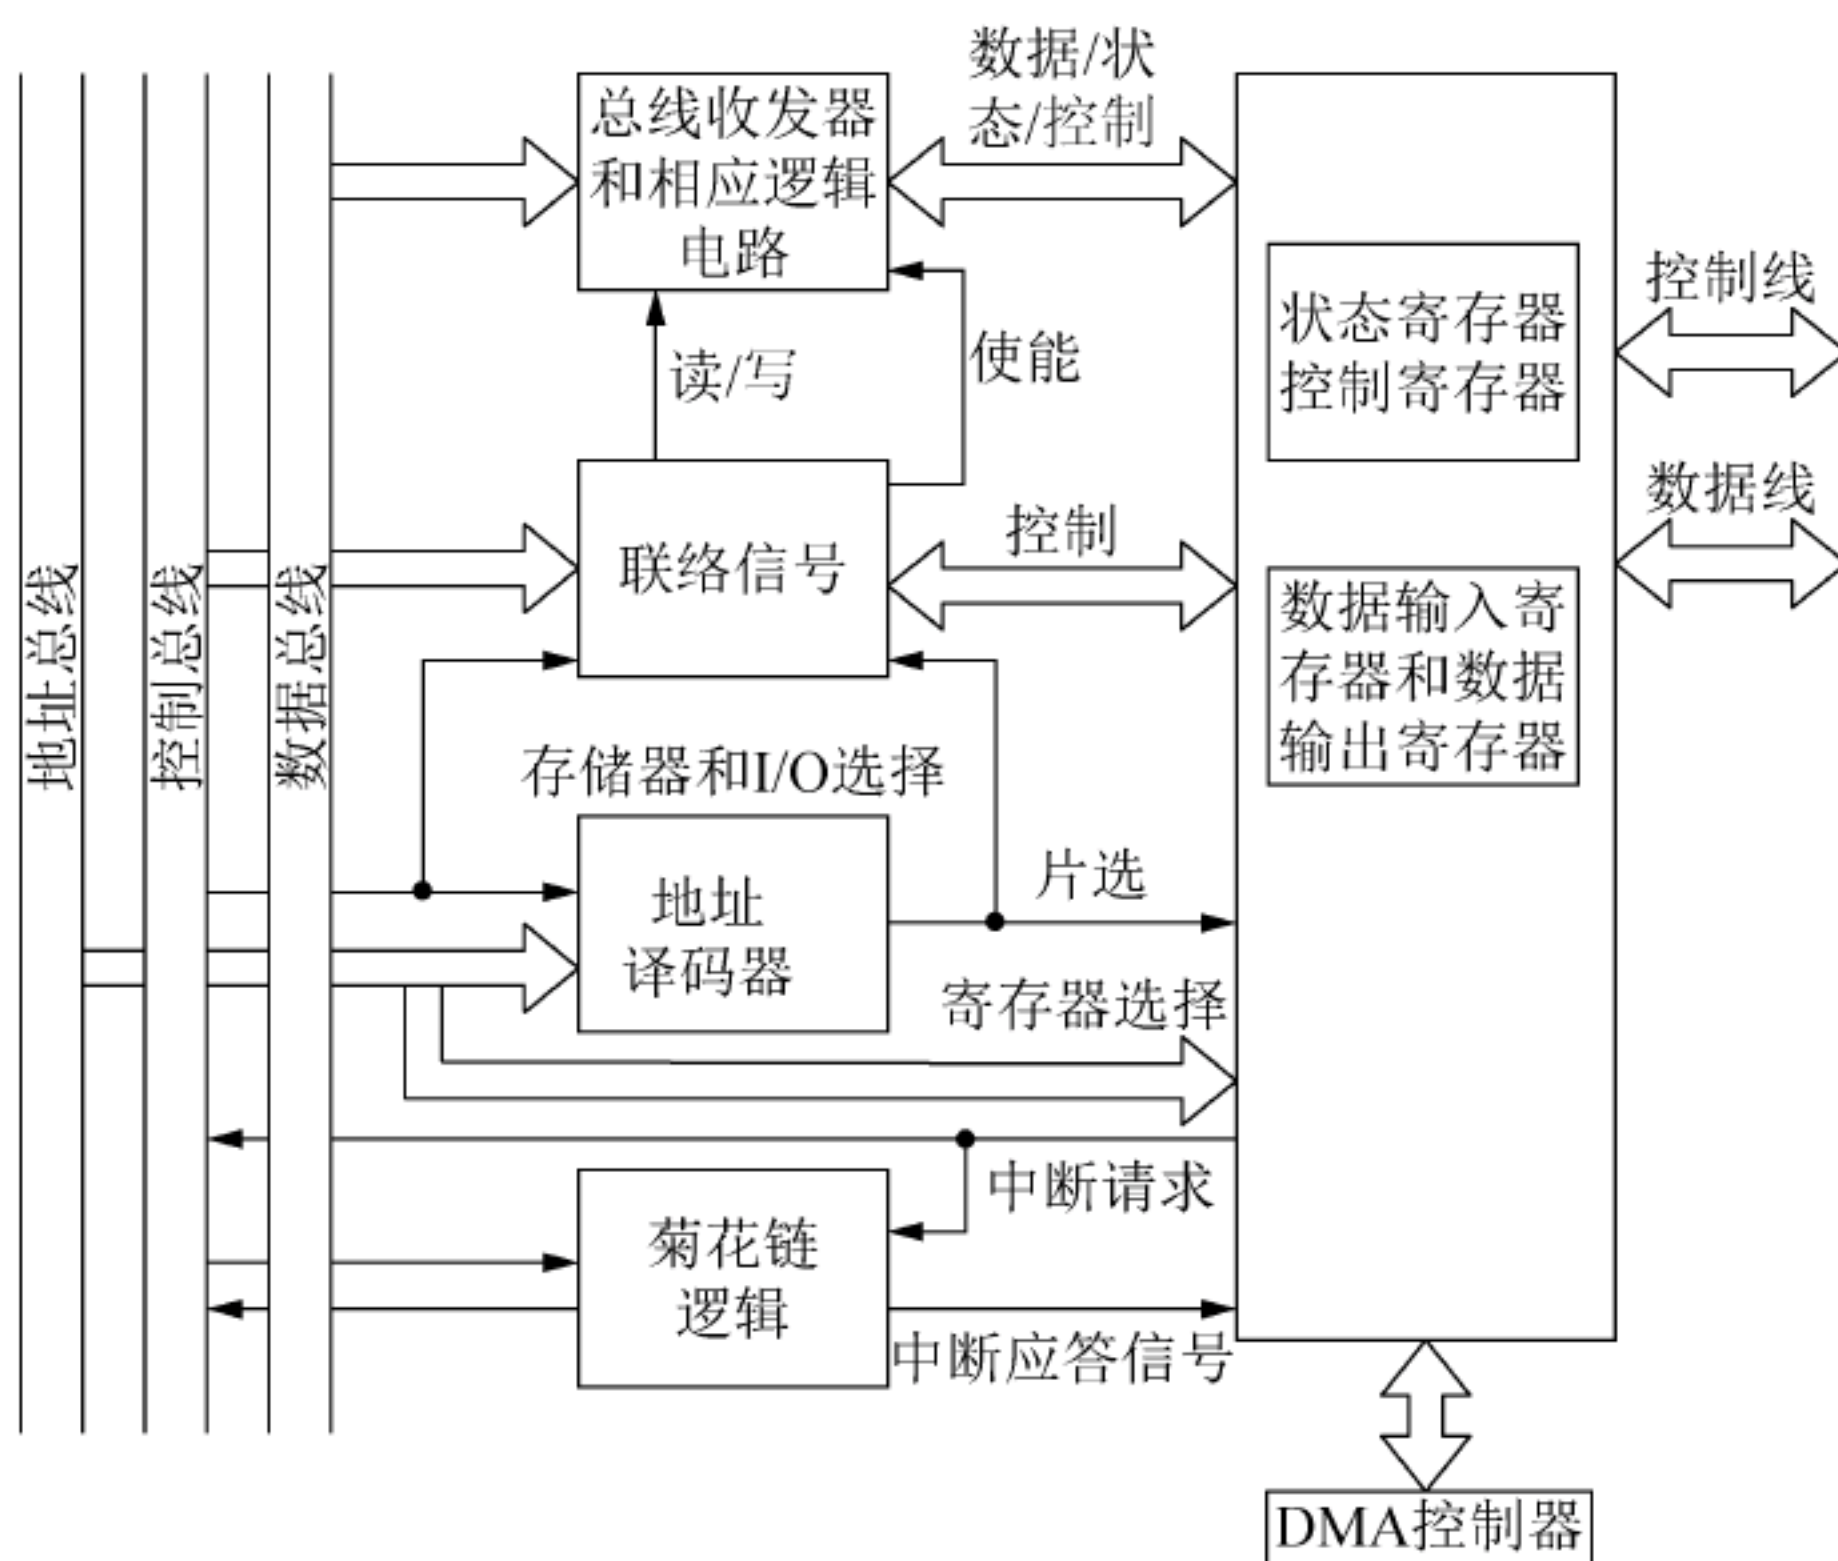 数据/状
态/控制
总线收发器
和相应逻辑
电路
控制线
状态寄存器
控制寄存器
读/写
使能
数据线
控制
联络信号
地址总线
控制总线
数据总线
数据输入寄
存器和数据
输出寄存器
存储器和I/O选择
片选
地址
译码器
寄存器选择
中断请求
菊花链
逻辑
中断应答信号
DMA控制器